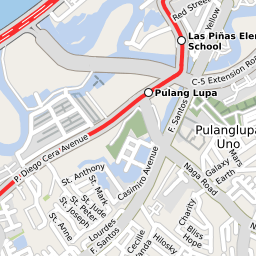 Red Street
Yellow
Las Piñas Elem
School
C-5 Extension Road
Pulang Lupa
F. Santos
P. Diego Cera Avenue
Pulanglupa
Uno
Mars
Galaxy
Earth
Naga Road
Casimiro Avenue
St. Anthony
St. Mark
St. Jude
St. Peter
St. Joseph
St. Anne
Lourdes
F. Santos
Cecile
Hilosky
Charity
Bliss
Hope